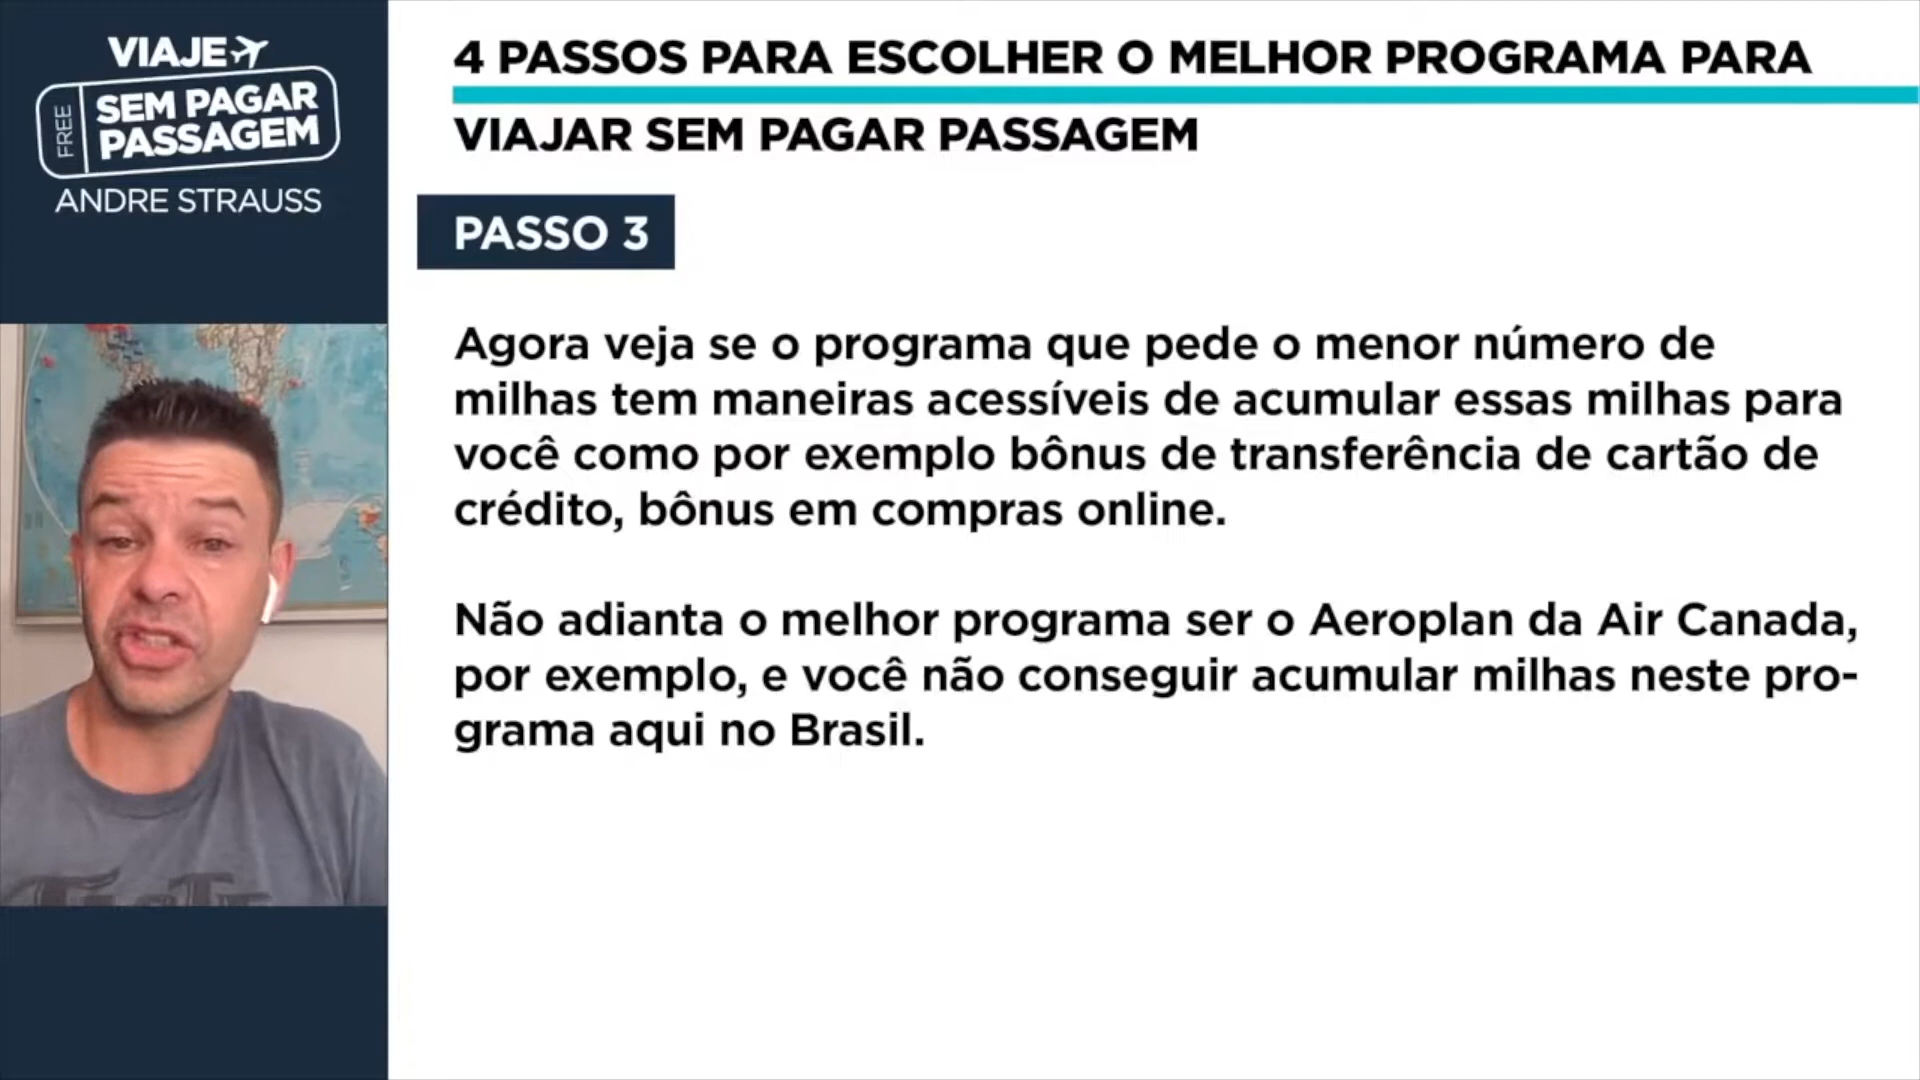 VIAJE
FREE
SEM PAGAR
PASSAGEM
ANDRE STRAUSS
4 PASSOS PARA ESCOLHER O MELHOR PROGRAMA PARA
VIAJAR SEM PAGAR PASSAGEM
PASSO 3
Agora veja se o programa que pede o menor número de
milhas tem maneiras acessíveis de acumular essas milhas para
você como por exemplo bônus de transferência de cartão de
crédito, bônus em compras online.
Não adianta o melhor programa ser o Aeroplan da Air Canada,
por exemplo, e você não conseguir acumular milhas neste pro-
grama aqui no Brasil.